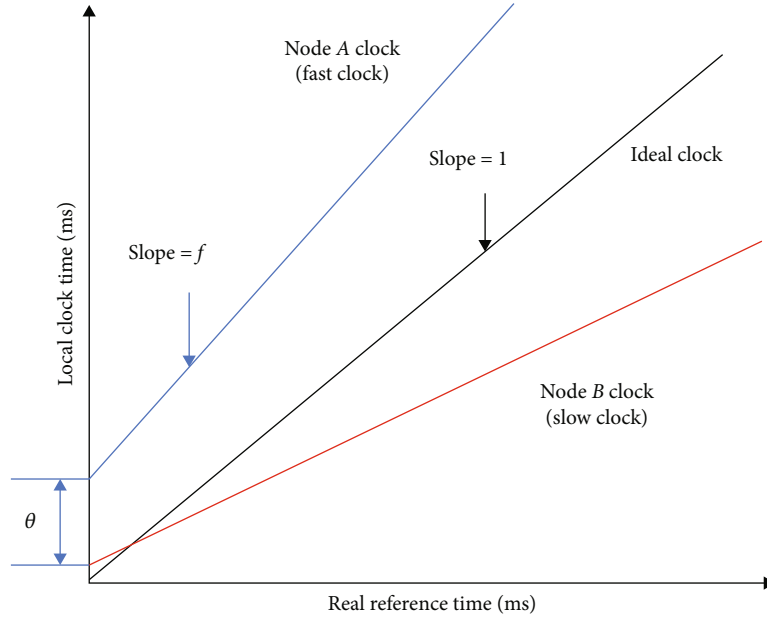 Node A clock
(fast clock)
Slope = 1
Ideal clock
Slope = f
Local clock time (ms)
Node B clock
(slow clock)
θ
Real reference time (ms)